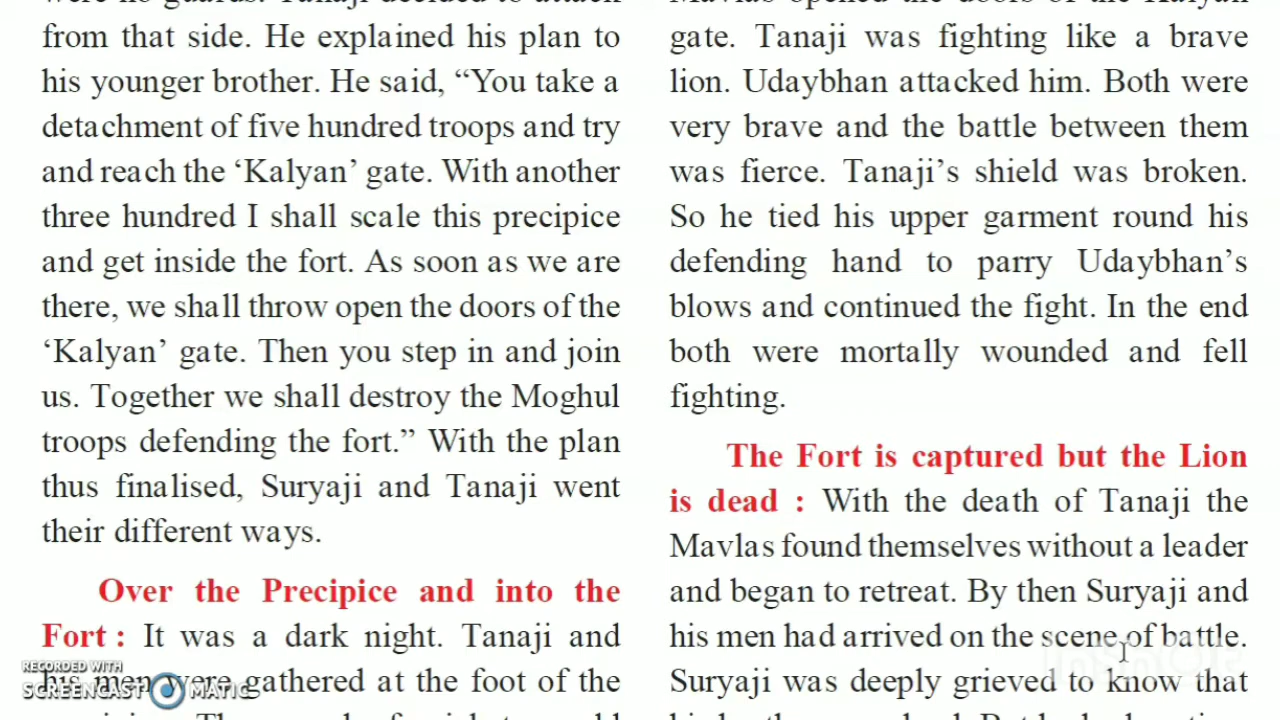 from that side. He explained his plan to
his younger brother. He said, “You take a
detachment of five hundred troops and try
and reach the ‘Kalyan’ gate. With another
three hundred I shall scale this precipice
and get inside the fort. As soon as we are
there, we shall throw open the doors of the
‘Kalyan’ gate. Then you step in and join
us. Together we shall destroy the Moghul
troops defending the fort.” With the plan
thus finalised, Suryaji and Tanaji went
their different ways.
Over the Precipice and into the
Fort : It was a dark night. Tanaji and
his men were gathered at the foot of the
gate. Tanaji was fighting like a brave
lion. Udaybhan attacked him. Both were
very brave and the battle between them
was fierce. Tanaji’s shield was broken.
So he tied his upper garment round his
defending hand to parry Udaybhan’s
blows and continued the fight. In the end
both were mortally wounded and fell
fighting.
The Fort is captured but the Lion
is dead : With the death of Tanaji the
Mavlas found themselves without a leader
and began to retreat. By then Suryaji and
his men had arrived on the scene of battle.
Suryaji was deeply grieved to know that
RECORDED WITH
SCREENCAST MATIC